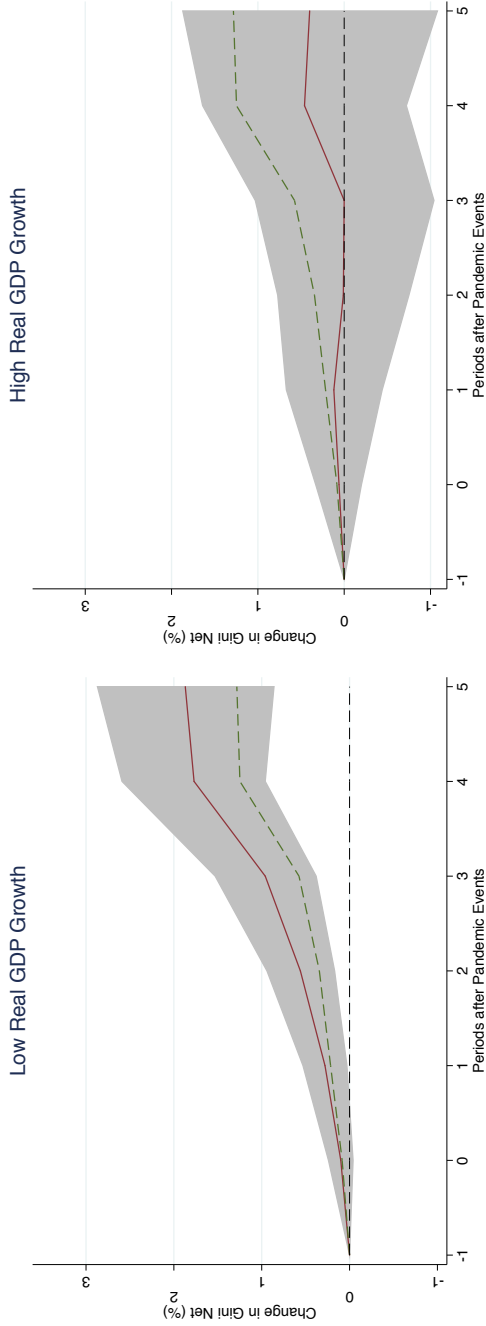 Low Real GDP Growth
Change in Gini Net (%)
3
2
1
0
-1
-1 0 1 2 3 4 5
Periods after Pandemic Events
High Real GDP Growth
Change in Gini Net (%)
3
2
1
0
-1
-1 0 1 2 3 4 5
Periods after Pandemic Events